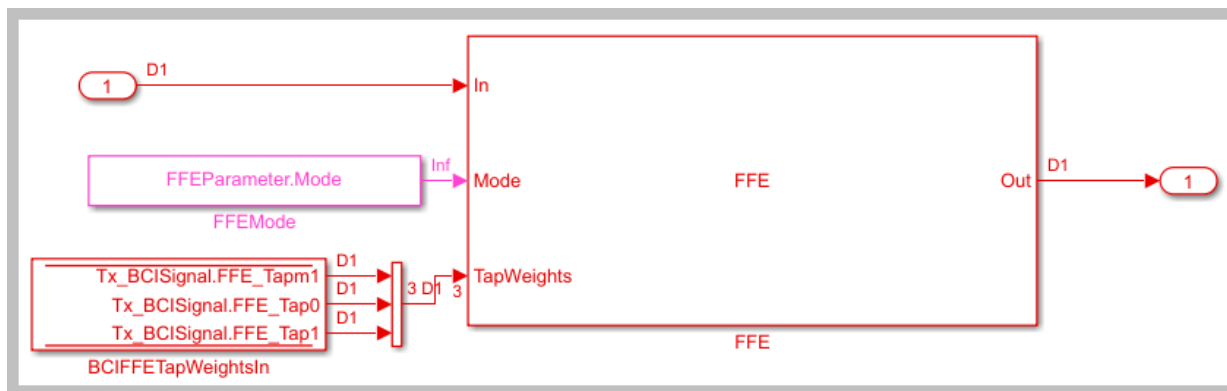 D1
1
In
Inf
FFEParameter.Mode
Mode
FFE
Out
D1
1
FFEMode
D1
Tx_BCISignal.FFE_Tapm1
D1
Tx_BCISignal.FFE_Tap0
D1
Tx_BCISignal.FFE_Tap1
3 D1
3
TapWeights
FFE
BCIFFETapWeightsIn